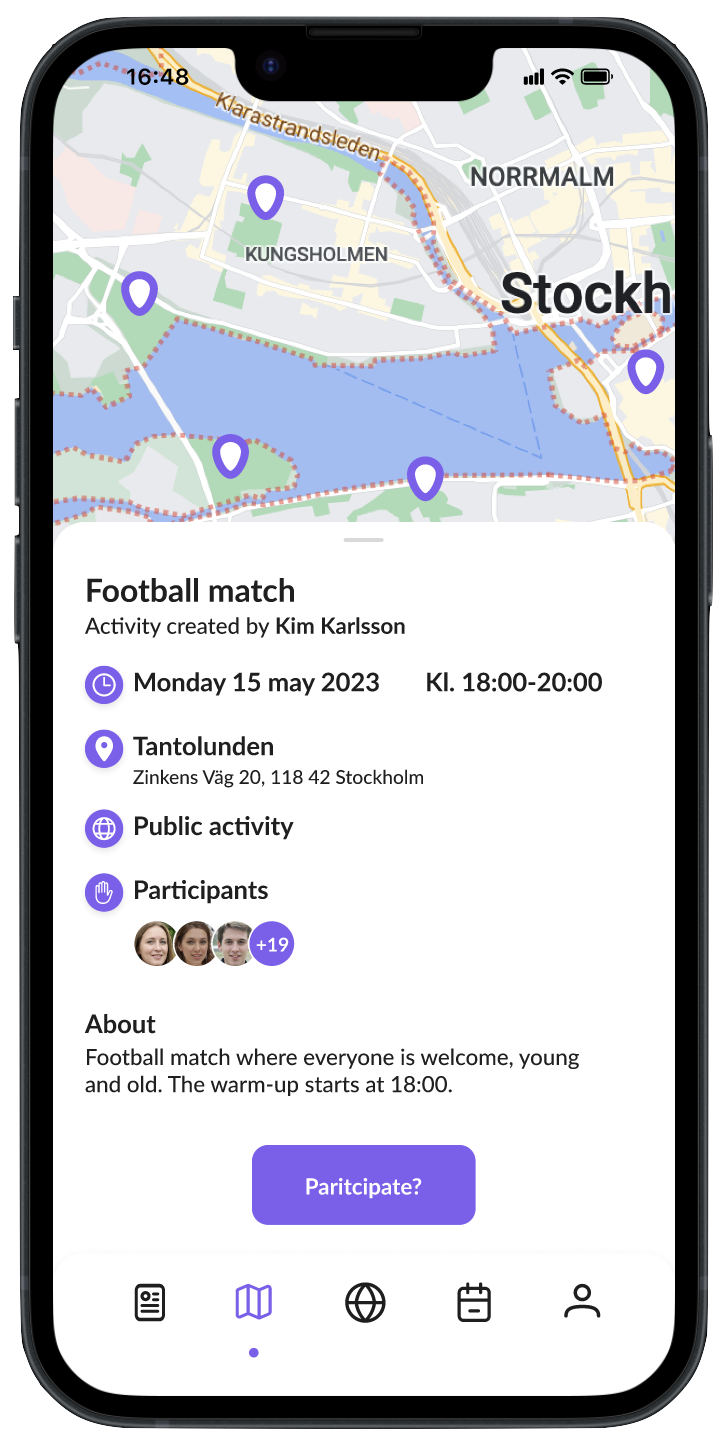 16:48
Klarastrandsleden
NORRMALM
KUNGSHOLMEN
Stockh
Football match
Activity created by Kim Karlsson
Monday 15 may 2023 Kl. 18:00-20:00
Tantolunden
Zinkens Väg 20, 118 42 Stockholm
Public activity
Participants
+19
About
Football match where everyone is welcome, young
and old. The warm-up starts at 18:00.
Paritcipate?